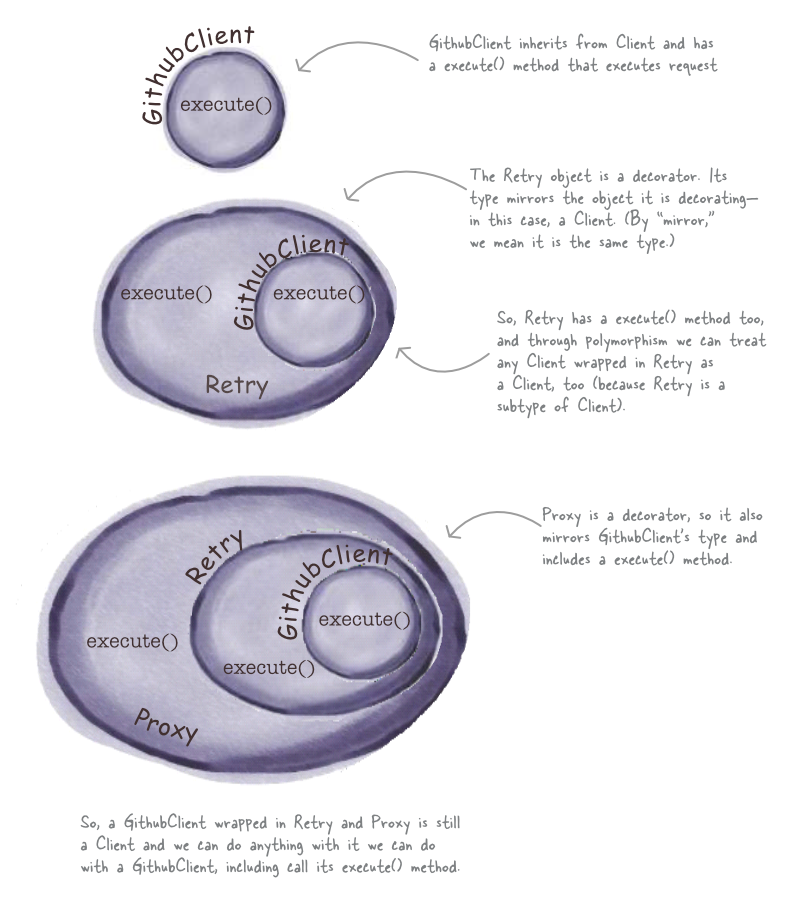 GithubClient
execute()
GithubClient inherits from Client and has
a execute() method that executes request
The Retry object is a decorator. Its
type mirrors the object it is decorating—
in this case, a Client. (By "mirror,"
we mean it is the same type.)
execute()
GithubClient
execute()
Retry
So, Retry has a execute() method too,
and through polymorphism we can treat
any Client wrapped in Retry as
a Client, too (because Retry is a
subtype of Client).
Proxy is a decorator, so it also
mirrors GithubClient's type and
includes a execute() method.
Retry
GithubClient
execute()
execute()
execute()
Proxy
So, a GithubClient wrapped in Retry and Proxy is still
a Client and we can do anything with it we can do
with a GithubClient, including call its execute() method.